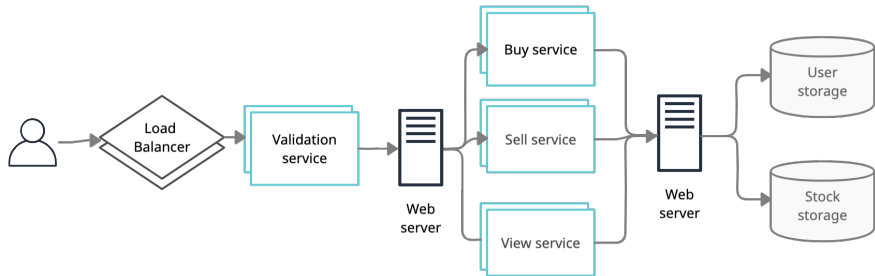 Load
Balancer
Validation
service
Web
server
Buy service
Sell service
View service
Web
server
User
storage
Stock
storage